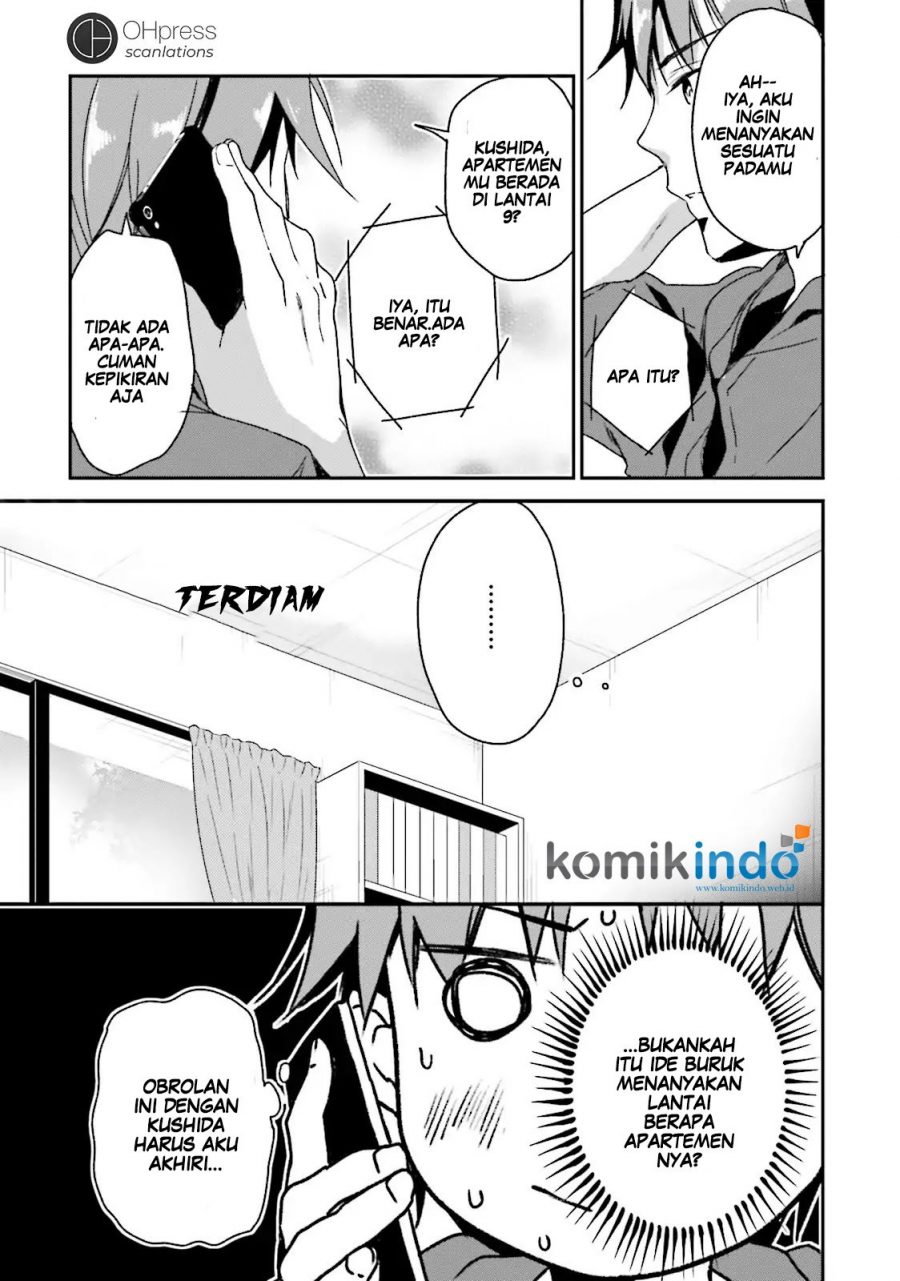 OHpress
scanlations
AH--
IYA, AKU
INGIN
MENANYAKAN
SESUATU
PADAMU
APA ITU?
KUSHIDA,
APARTEMEN
MU BERADA
DI LANTAI
9?
IYA, ITU
BENAR.ADA
APA?
TIDAK ADA
APA-APA.
CUMAN
KEPIKIRAN
AJA
.........
TERDIAM
komikindo
www.komikindo.web.id
...BUKANKAH
ITU IDE BURUK
MENANYAKAN
LANTAI
BERAPA
APARTEMEN
NYA?
OBROLAN
INI DENGAN
KUSHIDA
HARUS AKU
AKHIRI...